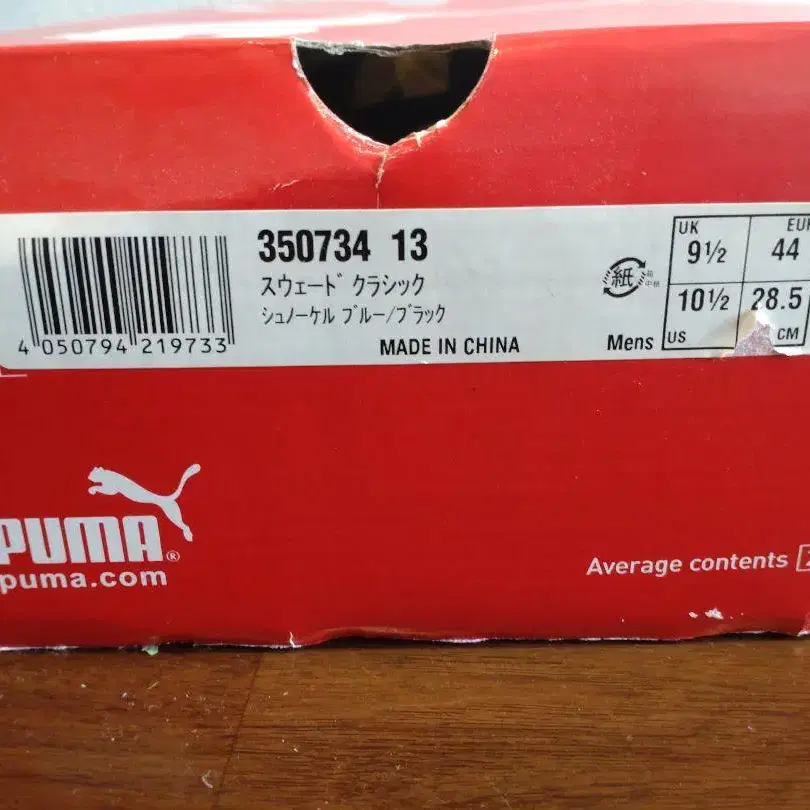 350734 13
スウェード クラシック
シュノーケル ブルー/ブラック
4 050794 219733
MADE IN CHINA
紙
Mens
UK
9½
EUR
44
10½
US
28.5
CM
PUMA®
puma.com
Average contents